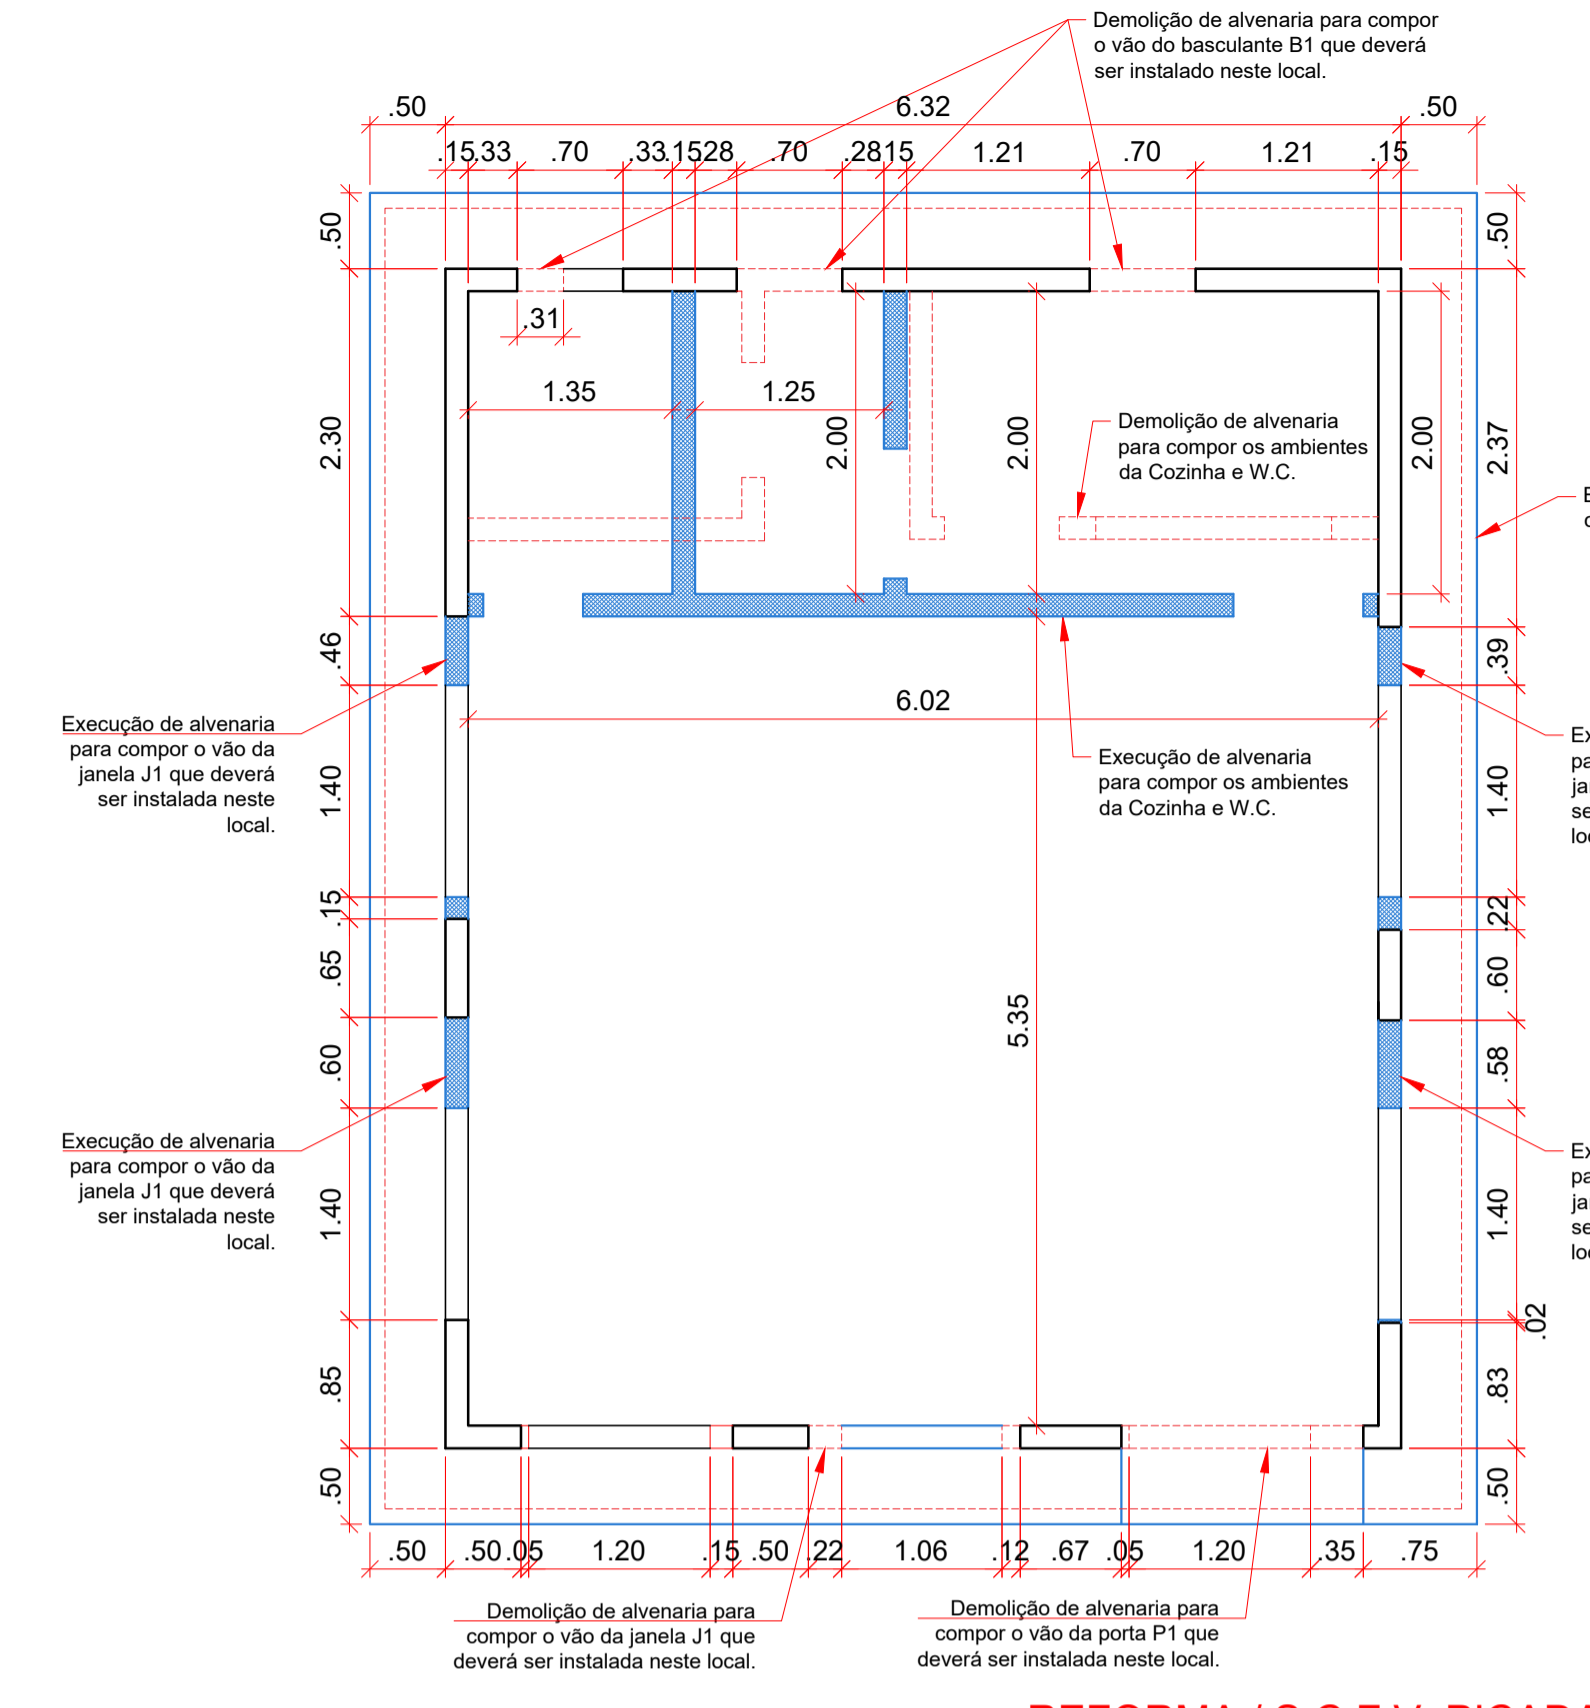 Demolição de alvenaria para compor
o vão do basculante B1 que deverá
ser instalado neste local.
.50
6.32
.50
.15
.33
.70
.33
.15
.28
.70
.28
.15
1.21
.70
1.21
.15
.50
2.30
.46
1.40
.15
.65
.60
1.40
.85
.50
.50
2.37
.39
1.40
.22
.60
.58
1.40
.02
.83
.50
.31
1.35
1.25
2.00
2.00
2.00
Demolição de alvenaria
para compor os ambientes
da Cozinha e W.C.
6.02
Execução de alvenaria
para compor os ambientes
da Cozinha e W.C.
5.35
Execução de alvenaria
para compor o vão da
janela J1 que deverá
ser instalada neste
local.
Execução de alvenaria
para compor o vão da
janela J1 que deverá
ser instalada neste
local.
.50
.50
.05
1.20
.15
.50
.22
1.06
.12
.67
.05
1.20
.35
.75
Demolição de alvenaria para
compor o vão da janela J1 que
deverá ser instalada neste local.
Demolição de alvenaria para
compor o vão da porta P1 que
deverá ser instalada neste local.